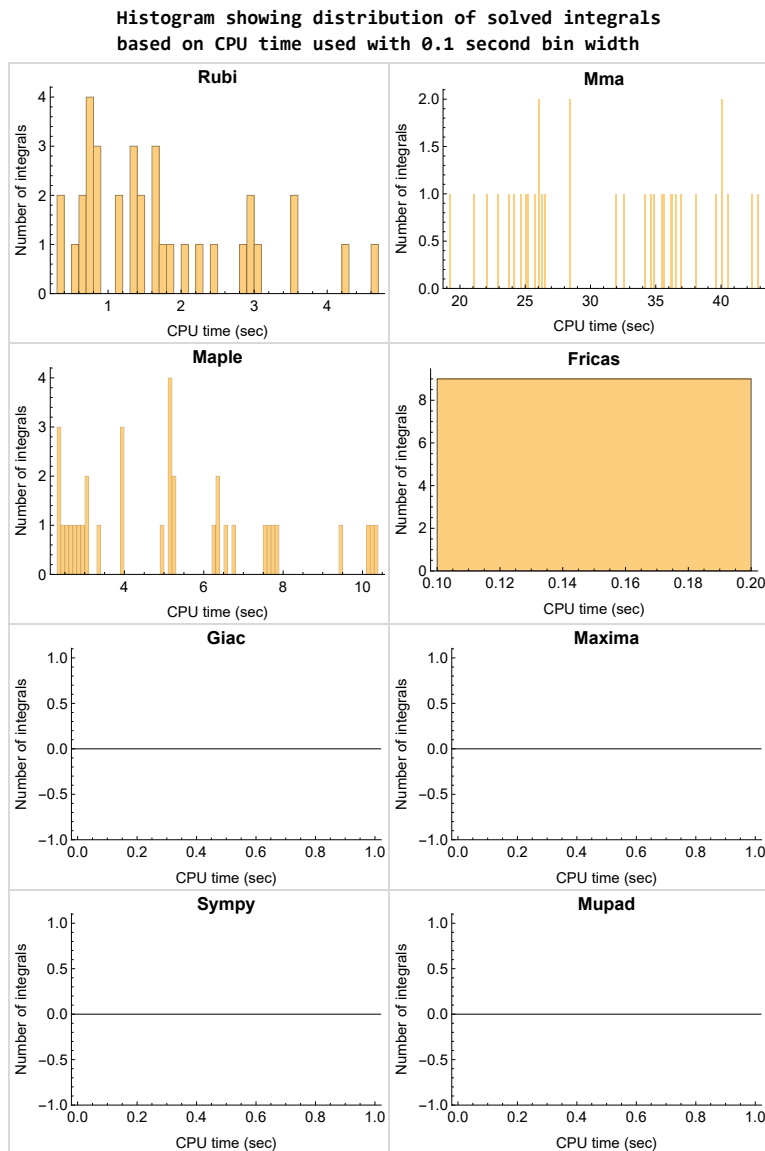 Histogram showing distribution of solved integrals
based on CPU time used with 0.1 second bin width
Rubi
Number of integrals
4
3
2
1
0
1 2 3 4
CPU time (sec)
Mma
Number of integrals
2.0
1.5
1.0
0.5
0.0
20 25 30 35 40
CPU time (sec)
Maple
Number of integrals
4
3
2
1
0
4 6 8 10
CPU time (sec)
Fricas
Number of integrals
8
6
4
2
0
0.10 0.12 0.14 0.16 0.18 0.20
CPU time (sec)
Giac
Number of integrals
1.0
0.5
0.0
−0.5
−1.0
0.0 0.2 0.4 0.6 0.8 1.0
CPU time (sec)
Maxima
Number of integrals
1.0
0.5
0.0
−0.5
−1.0
0.0 0.2 0.4 0.6 0.8 1.0
CPU time (sec)
Sympy
Number of integrals
1.0
0.5
0.0
−0.5
−1.0
0.0 0.2 0.4 0.6 0.8 1.0
CPU time (sec)
Mupad
Number of integrals
1.0
0.5
0.0
−0.5
−1.0
0.0 0.2 0.4 0.6 0.8 1.0
CPU time (sec)